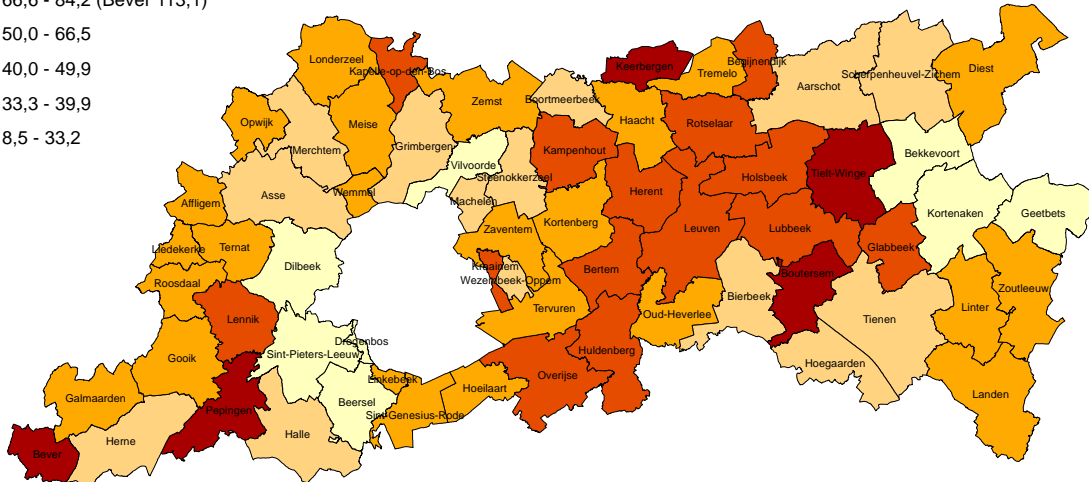 66,6 - 84,2 (Bever 113,1)
50,0 - 66,5
40,0 - 49,9
33,3 - 39,9
8,5 - 33,2
Londerzeel
Kapelle-op-den-Bos
Keerbergen
Begijnendijk
Tremelo
Diest
Scherpenheuvel-Zichem
Aarschot
Zemst
Boortmeerbeek
Opwijk
Meise
Haacht
Rotselaar
Grimbergen
Merchtem
Kampenhout
Bekkevoort
Vilvoorde
Steenokkerzeel
Tielt-Winge
Holsbeek
Herent
Asse
Wemmel
Machelen
Affligem
Kortenaken
Geetbets
Kortenberg
Zaventem
Leuven
Lubbeek
Liedekerke
Ternat
Glabbeek
Dilbeek
Kraainem
Bertem
Wezembeek-Oppem
Boutersem
Roosdaal
Bierbeek
Zoutleeuw
Tervuren
Linter
Oud-Heverlee
Lennik
Tienen
Drogenbos
Sint-Pieters-Leeuw
Huldenberg
Gooik
Hoegaarden
Overijse
Linkebeek
Hoeilaart
Landen
Galmaarden
Beersel
Pepingen
Sint-Genesius-Rode
Halle
Herne
Bever